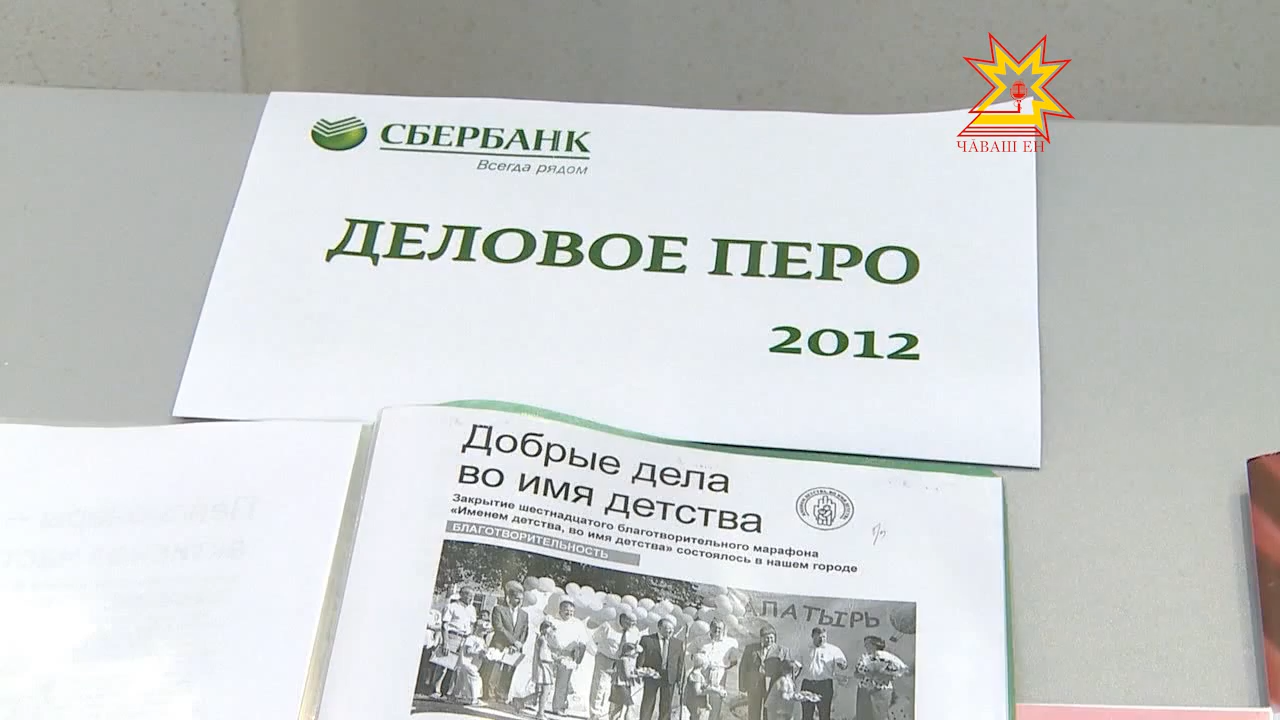 ЧӐВАШ ЕН
СБЕРБАНК
Всегда рядом
ДЕЛОВОЕ ПЕРО
2012
Добрые дела
во имя детства
Закрытие шестнадцатого благотворительного марафона
«Именем детства, во имя детства» состоялось в нашем городе
БЛАГОТВОРИТЕЛЬНОСТЬ
АЛАТЫРЬ